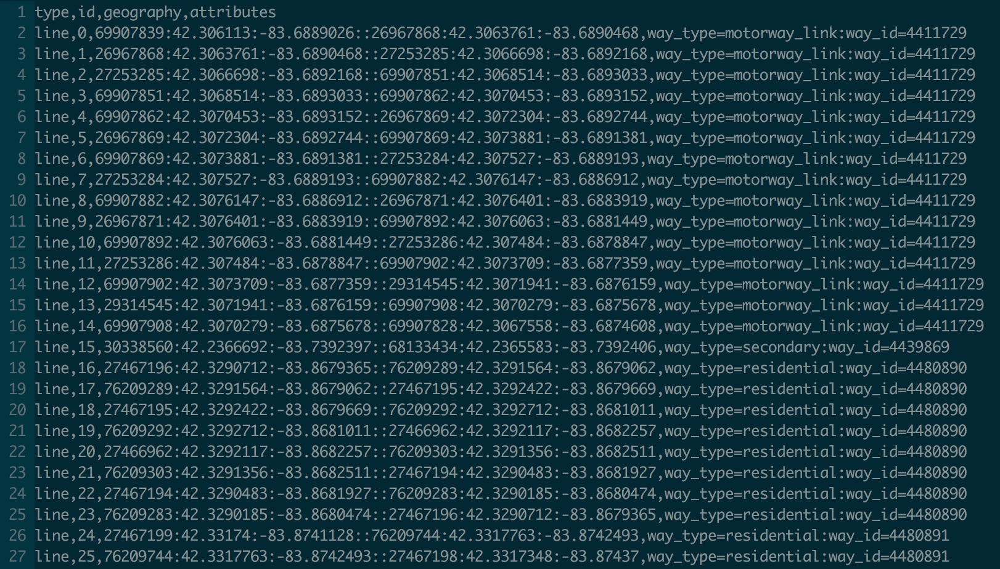 1 type,id,geography,attributes
2 line,0,69907839:42.306113:-83.6889026::26967868:42.3063761:-83.6890468,way_type=motorway_link:way_id=4411729
3 line,1,26967868:42.3063761:-83.6890468::27253285:42.3066698:-83.6892168,way_type=motorway_link:way_id=4411729
4 line,2,27253285:42.3066698:-83.6892168::69907851:42.3068514:-83.6893033,way_type=motorway_link:way_id=4411729
5 line,3,69907851:42.3068514:-83.6893033::69907862:42.3070453:-83.6893152,way_type=motorway_link:way_id=4411729
6 line,4,69907862:42.3070453:-83.6893152::26967869:42.3072304:-83.6892744,way_type=motorway_link:way_id=4411729
7 line,5,26967869:42.3072304:-83.6892744::69907869:42.3073881:-83.6891381,way_type=motorway_link:way_id=4411729
8 line,6,69907869:42.3073881:-83.6891381::27253284:42.307527:-83.6889193,way_type=motorway_link:way_id=4411729
9 line,7,27253284:42.307527:-83.6889193::69907882:42.3076147:-83.6886912,way_type=motorway_link:way_id=4411729
10 line,8,69907882:42.3076147:-83.6886912::26967871:42.3076401:-83.6883919,way_type=motorway_link:way_id=4411729
11 line,9,26967871:42.3076401:-83.6883919::69907892:42.3076063:-83.6881449,way_type=motorway_link:way_id=4411729
12 line,10,69907892:42.3076063:-83.6881449::27253286:42.307484:-83.6878847,way_type=motorway_link:way_id=4411729
13 line,11,27253286:42.307484:-83.6878847::69907902:42.3073709:-83.6877359,way_type=motorway_link:way_id=4411729
14 line,12,69907902:42.3073709:-83.6877359::29314545:42.3071941:-83.6876159,way_type=motorway_link:way_id=4411729
15 line,13,29314545:42.3071941:-83.6876159::69907908:42.3070279:-83.6875678,way_type=motorway_link:way_id=4411729
16 line,14,69907908:42.3070279:-83.6875678::69907828:42.3067558:-83.6874608,way_type=motorway_link:way_id=4411729
17 line,15,30338560:42.2366692:-83.7392397::68133434:42.2365583:-83.7392406,way_type=secondary:way_id=4439869
18 line,16,27467196:42.3290712:-83.8679365::76209289:42.3291564:-83.8679062,way_type=residential:way_id=4480890
19 line,17,76209289:42.3291564:-83.8679062::27467195:42.3292422:-83.8679669,way_type=residential:way_id=4480890
20 line,18,27467195:42.3292422:-83.8679669::76209292:42.3292712:-83.8681011,way_type=residential:way_id=4480890
21 line,19,76209292:42.3292712:-83.8681011::27466962:42.3292117:-83.8682257,way_type=residential:way_id=4480890
22 line,20,27466962:42.3292117:-83.8682257::76209303:42.3291356:-83.8682511,way_type=residential:way_id=4480890
23 line,21,76209303:42.3291356:-83.8682511::27467194:42.3290483:-83.8681927,way_type=residential:way_id=4480890
24 line,22,27467194:42.3290483:-83.8681927::76209283:42.3290185:-83.8680474,way_type=residential:way_id=4480890
25 line,23,76209283:42.3290185:-83.8680474::27467196:42.3290712:-83.8679365,way_type=residential:way_id=4480890
26 line,24,27467199:42.33174:-83.8741128::76209744:42.3317763:-83.8742493,way_type=residential:way_id=4480891
27 line,25,76209744:42.3317763:-83.8742493::27467198:42.3317348:-83.87437,way_type=residential:way_id=4480891